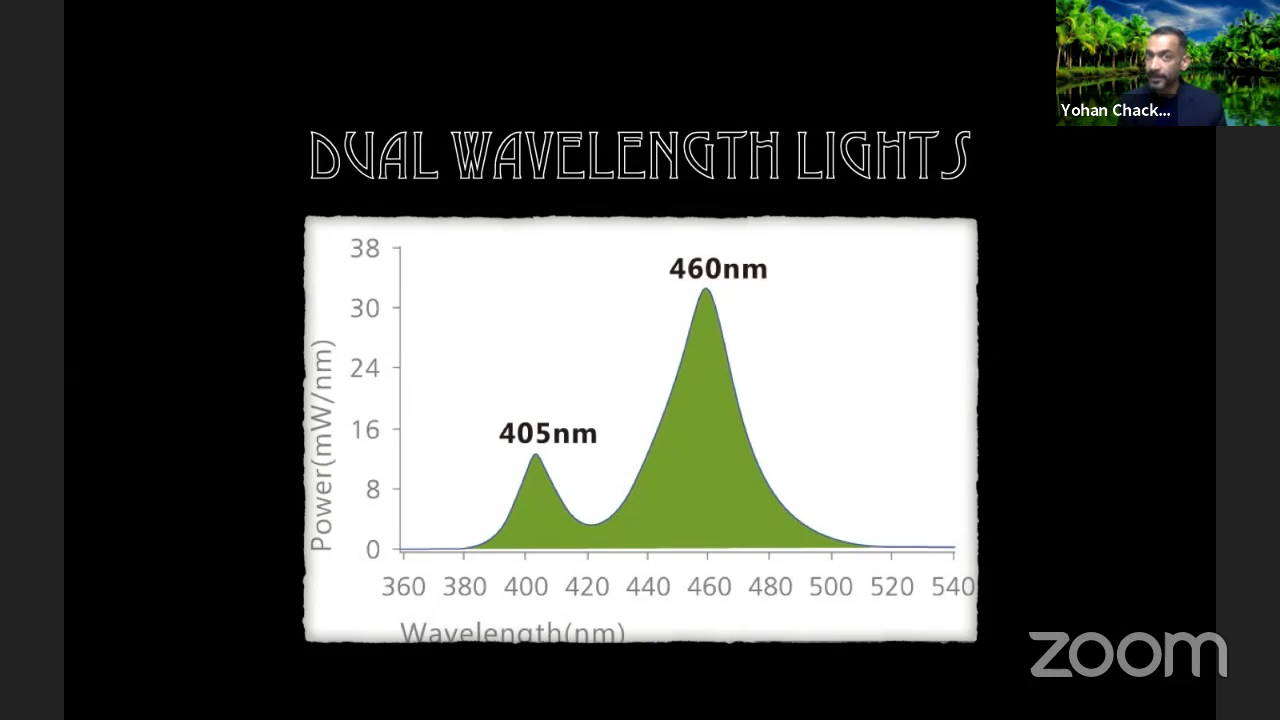 Yohan Chack...
DUAL WAVELENGTH LIGHTS
460nm
405nm
Power(mW/nm)
38
30
24
16
8
0
360 380 400 420 440 460 480 500 520 540
Wavelength(nm)
zoom